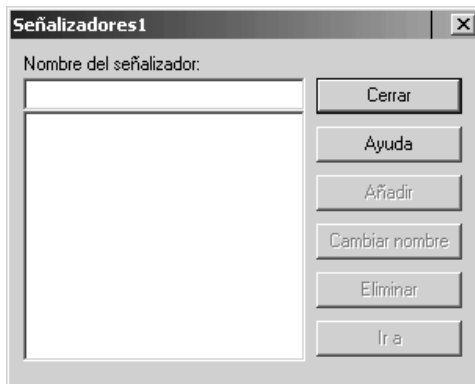 Señalizadores1
Nombre del señalizador:
Cerrar
Ayuda
Añadir
Cambiar nombre
Eliminar
Ir a